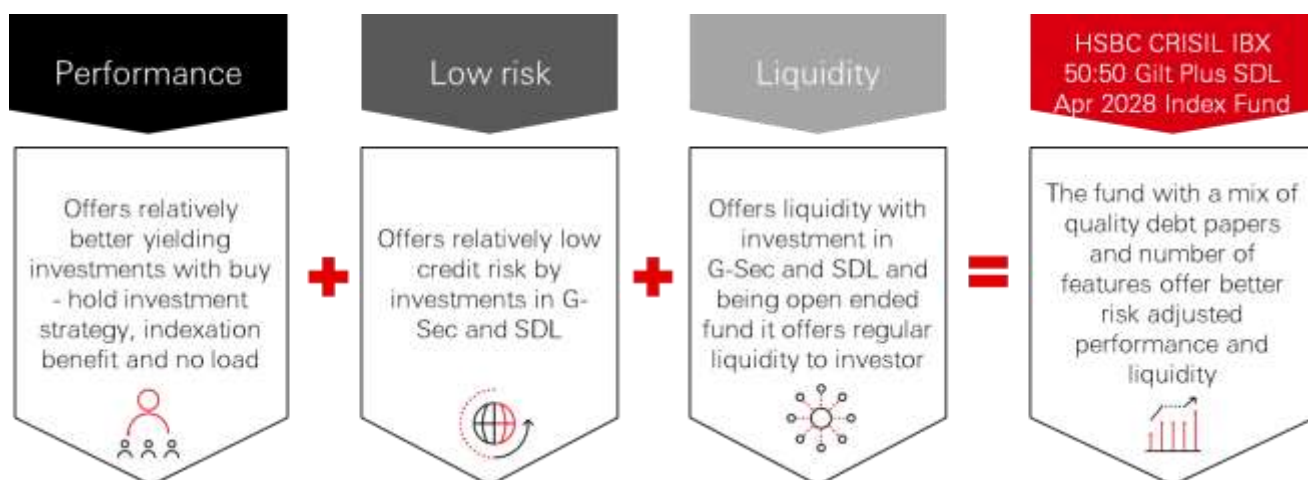 Performance
Low risk
Liquidity
HSBC CRISIL IBX
50:50 Gilt Plus SDL
Apr 2028 Index Fund
Offers relatively
better yielding
investments with buy
- hold investment
strategy, indexation
benefit and no load
Offers relatively low
credit risk by
investments in G-
Sec and SDL
Offers liquidity with
investment in
G-Sec and SDL and
being open ended
fund it offers regular
liquidity to investor
The fund with a mix of
quality debt papers
and number of
features offer better
risk adjusted
performance and
liquidity